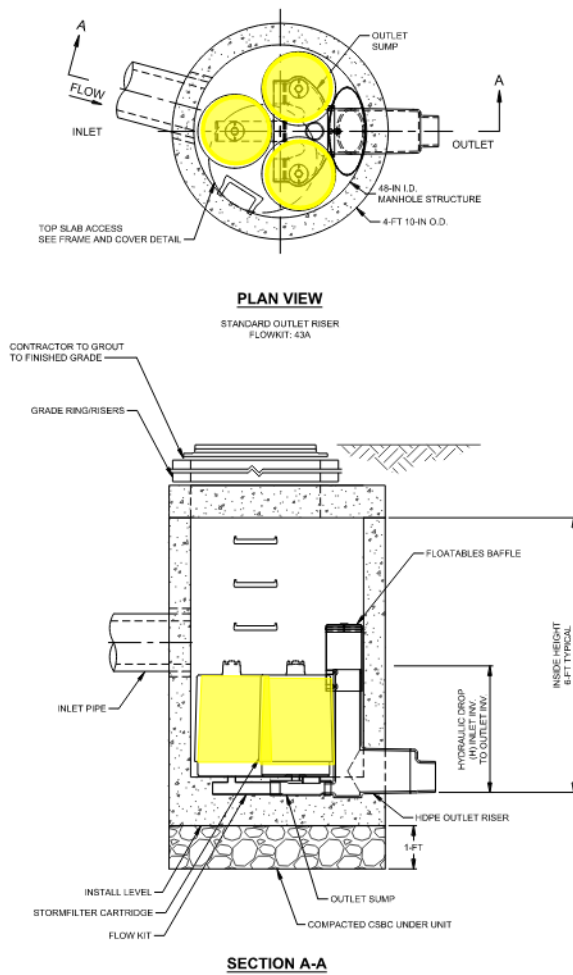 A
OUTLET
SUMP
A
FLOW
INLET
OUTLET
48-IN I.D.
MANHOLE STRUCTURE
TOP SLAB ACCESS
SEE FRAME AND COVER DETAIL
4-FT 10-IN O.D.
PLAN VIEW
STANDARD OUTLET RISER
FLOWKIT: 43A
CONTRACTOR TO GROUT
TO FINISHED GRADE
GRADE RING/RISERS
FLOATABLES BAFFLE
INSIDE HEIGHT
6-FT TYPICAL
HYDRAULIC DROP
(H) INLET INV.
TO OUTLET INV
INLET PIPE
HDPE OUTLET RISER
1-FT
INSTALL LEVEL
OUTLET SUMP
STORMFILTER CARTRIDGE
COMPACTED CSBC UNDER UNIT
FLOW KIT
SECTION A-A